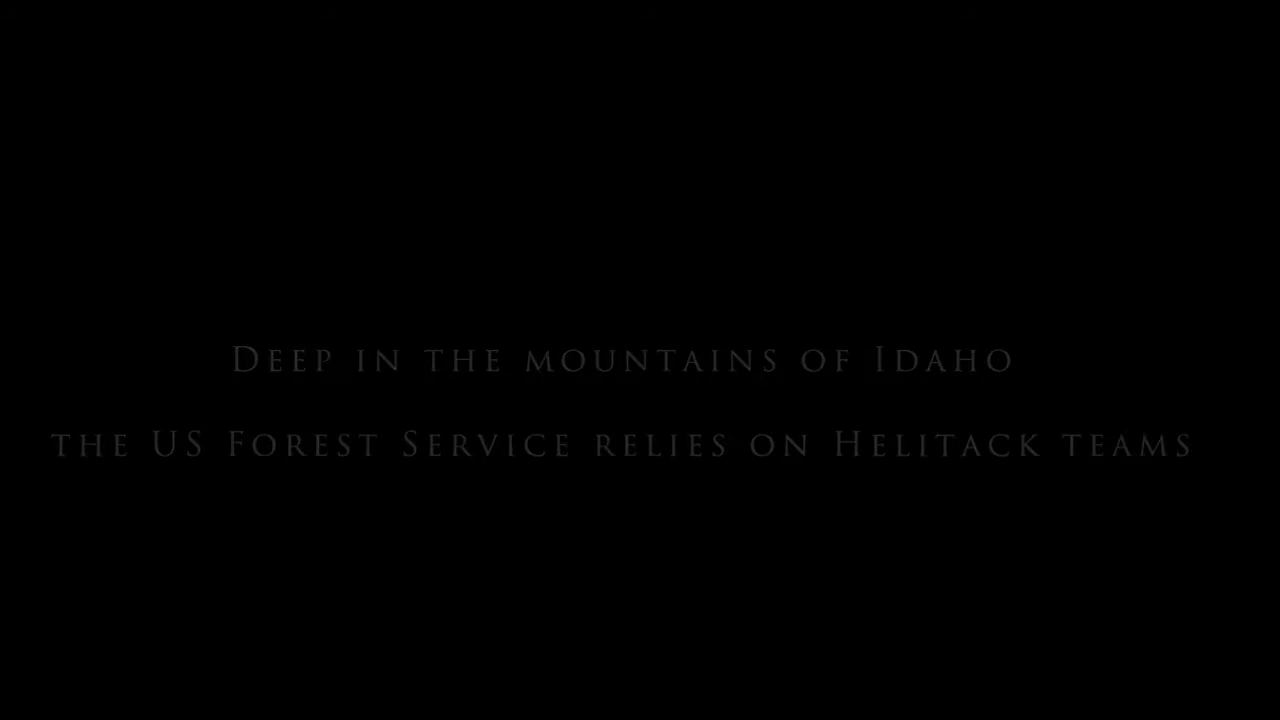 Deep in the mountains of Idaho
the US Forest Service relies on Helitack teams